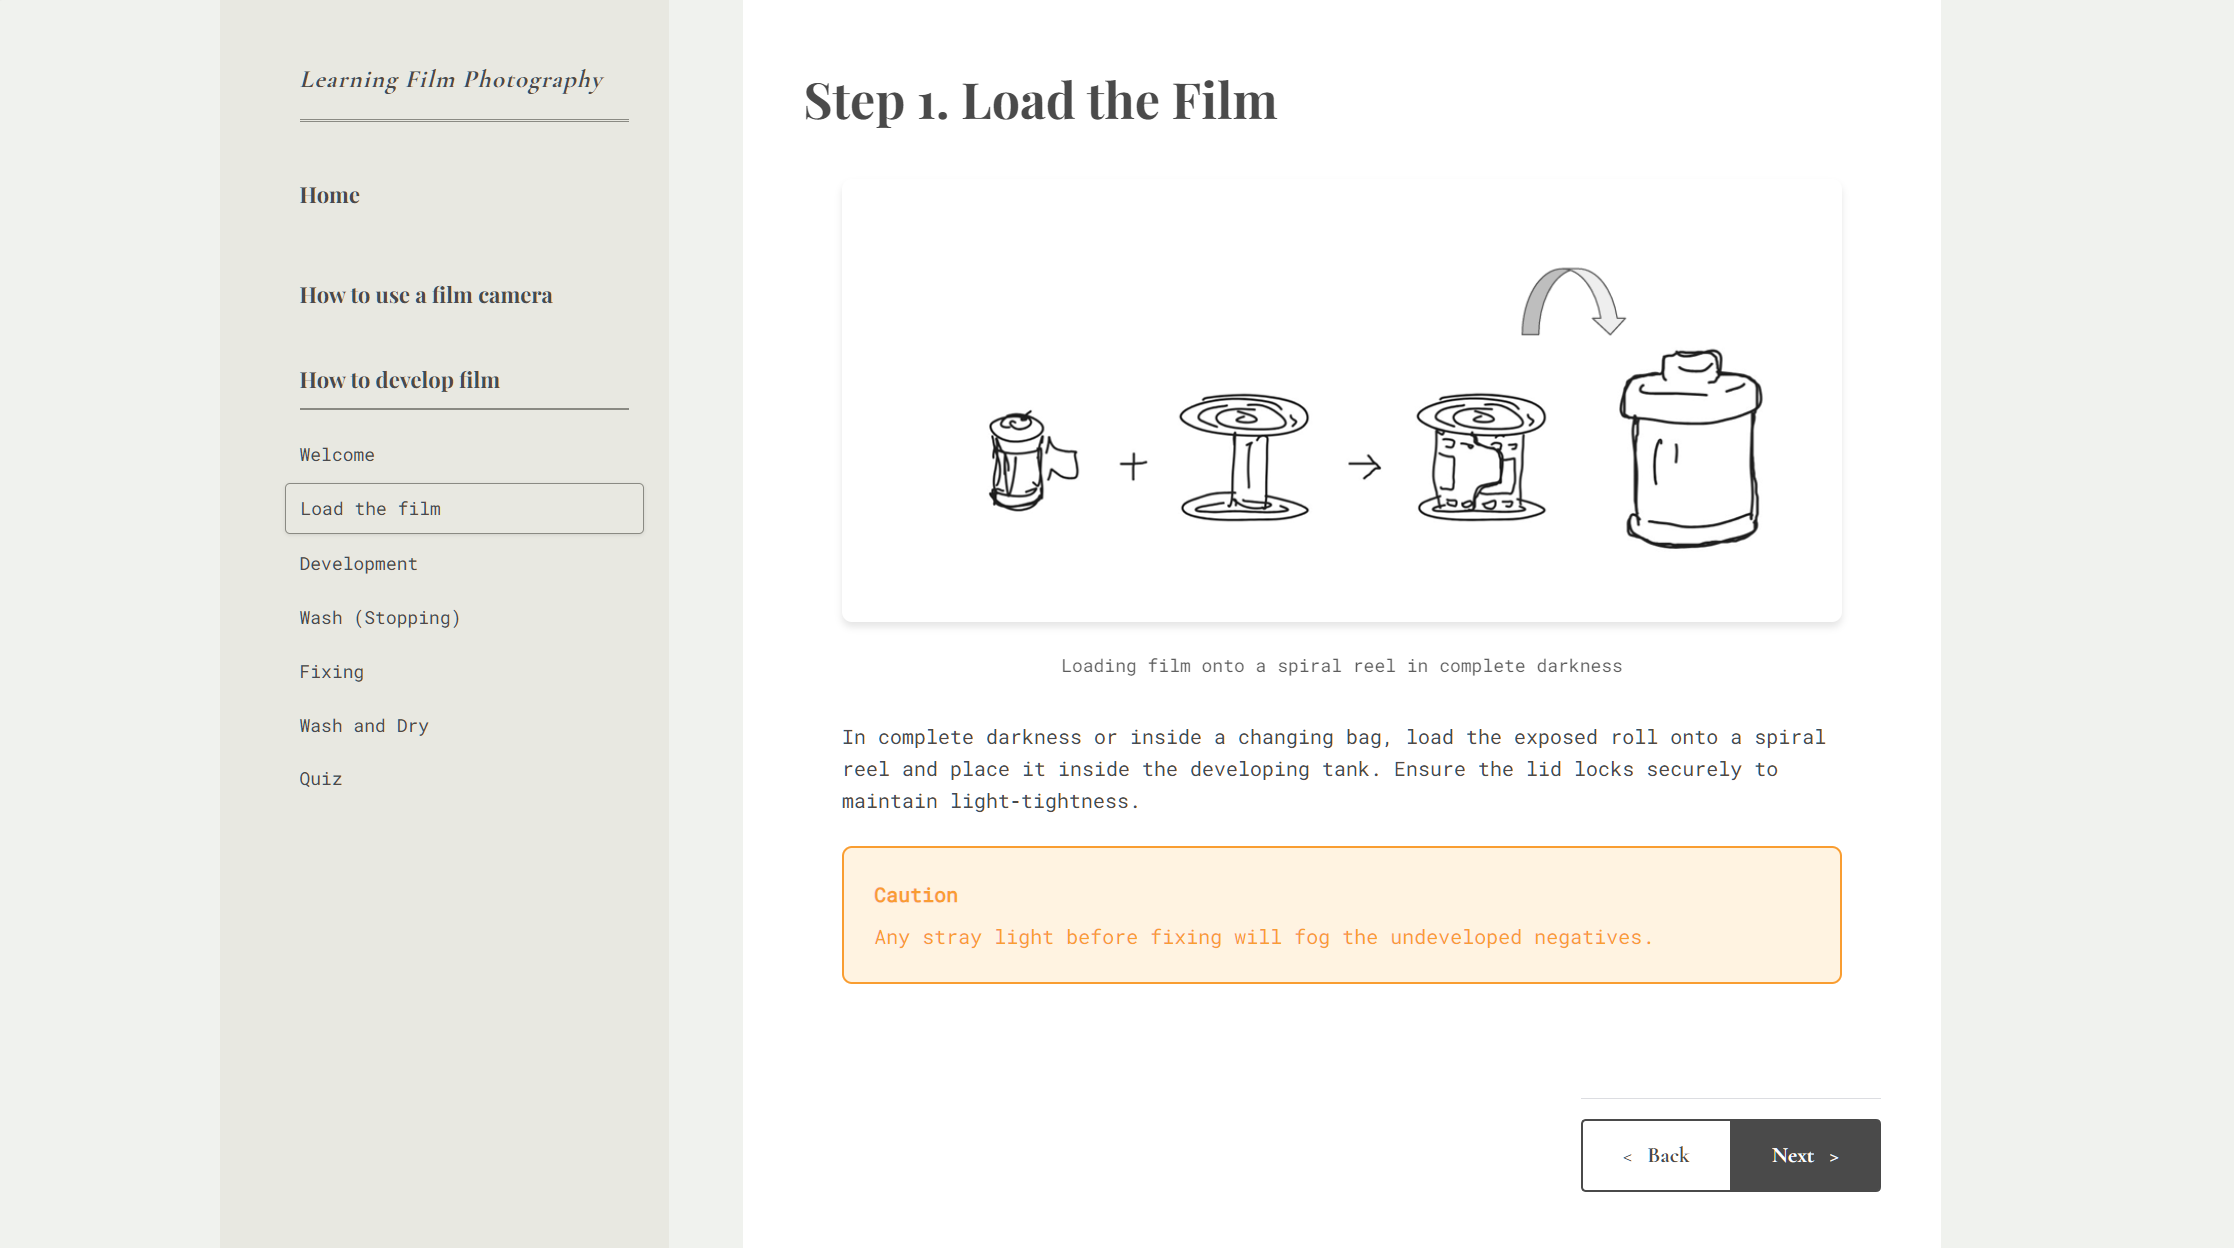 Learning Film Photography
Home
How to use a film camera
How to develop film
Welcome
Load the film
Development
Wash (Stopping)
Fixing
Wash and Dry
Quiz
Step 1. Load the Film
+
→
Loading film onto a spiral reel in complete darkness
In complete darkness or inside a changing bag, load the exposed roll onto a spiral
reel and place it inside the developing tank. Ensure the lid locks securely to
maintain light-tightness.
Caution
Any stray light before fixing will fog the undeveloped negatives.
< Back
Next >